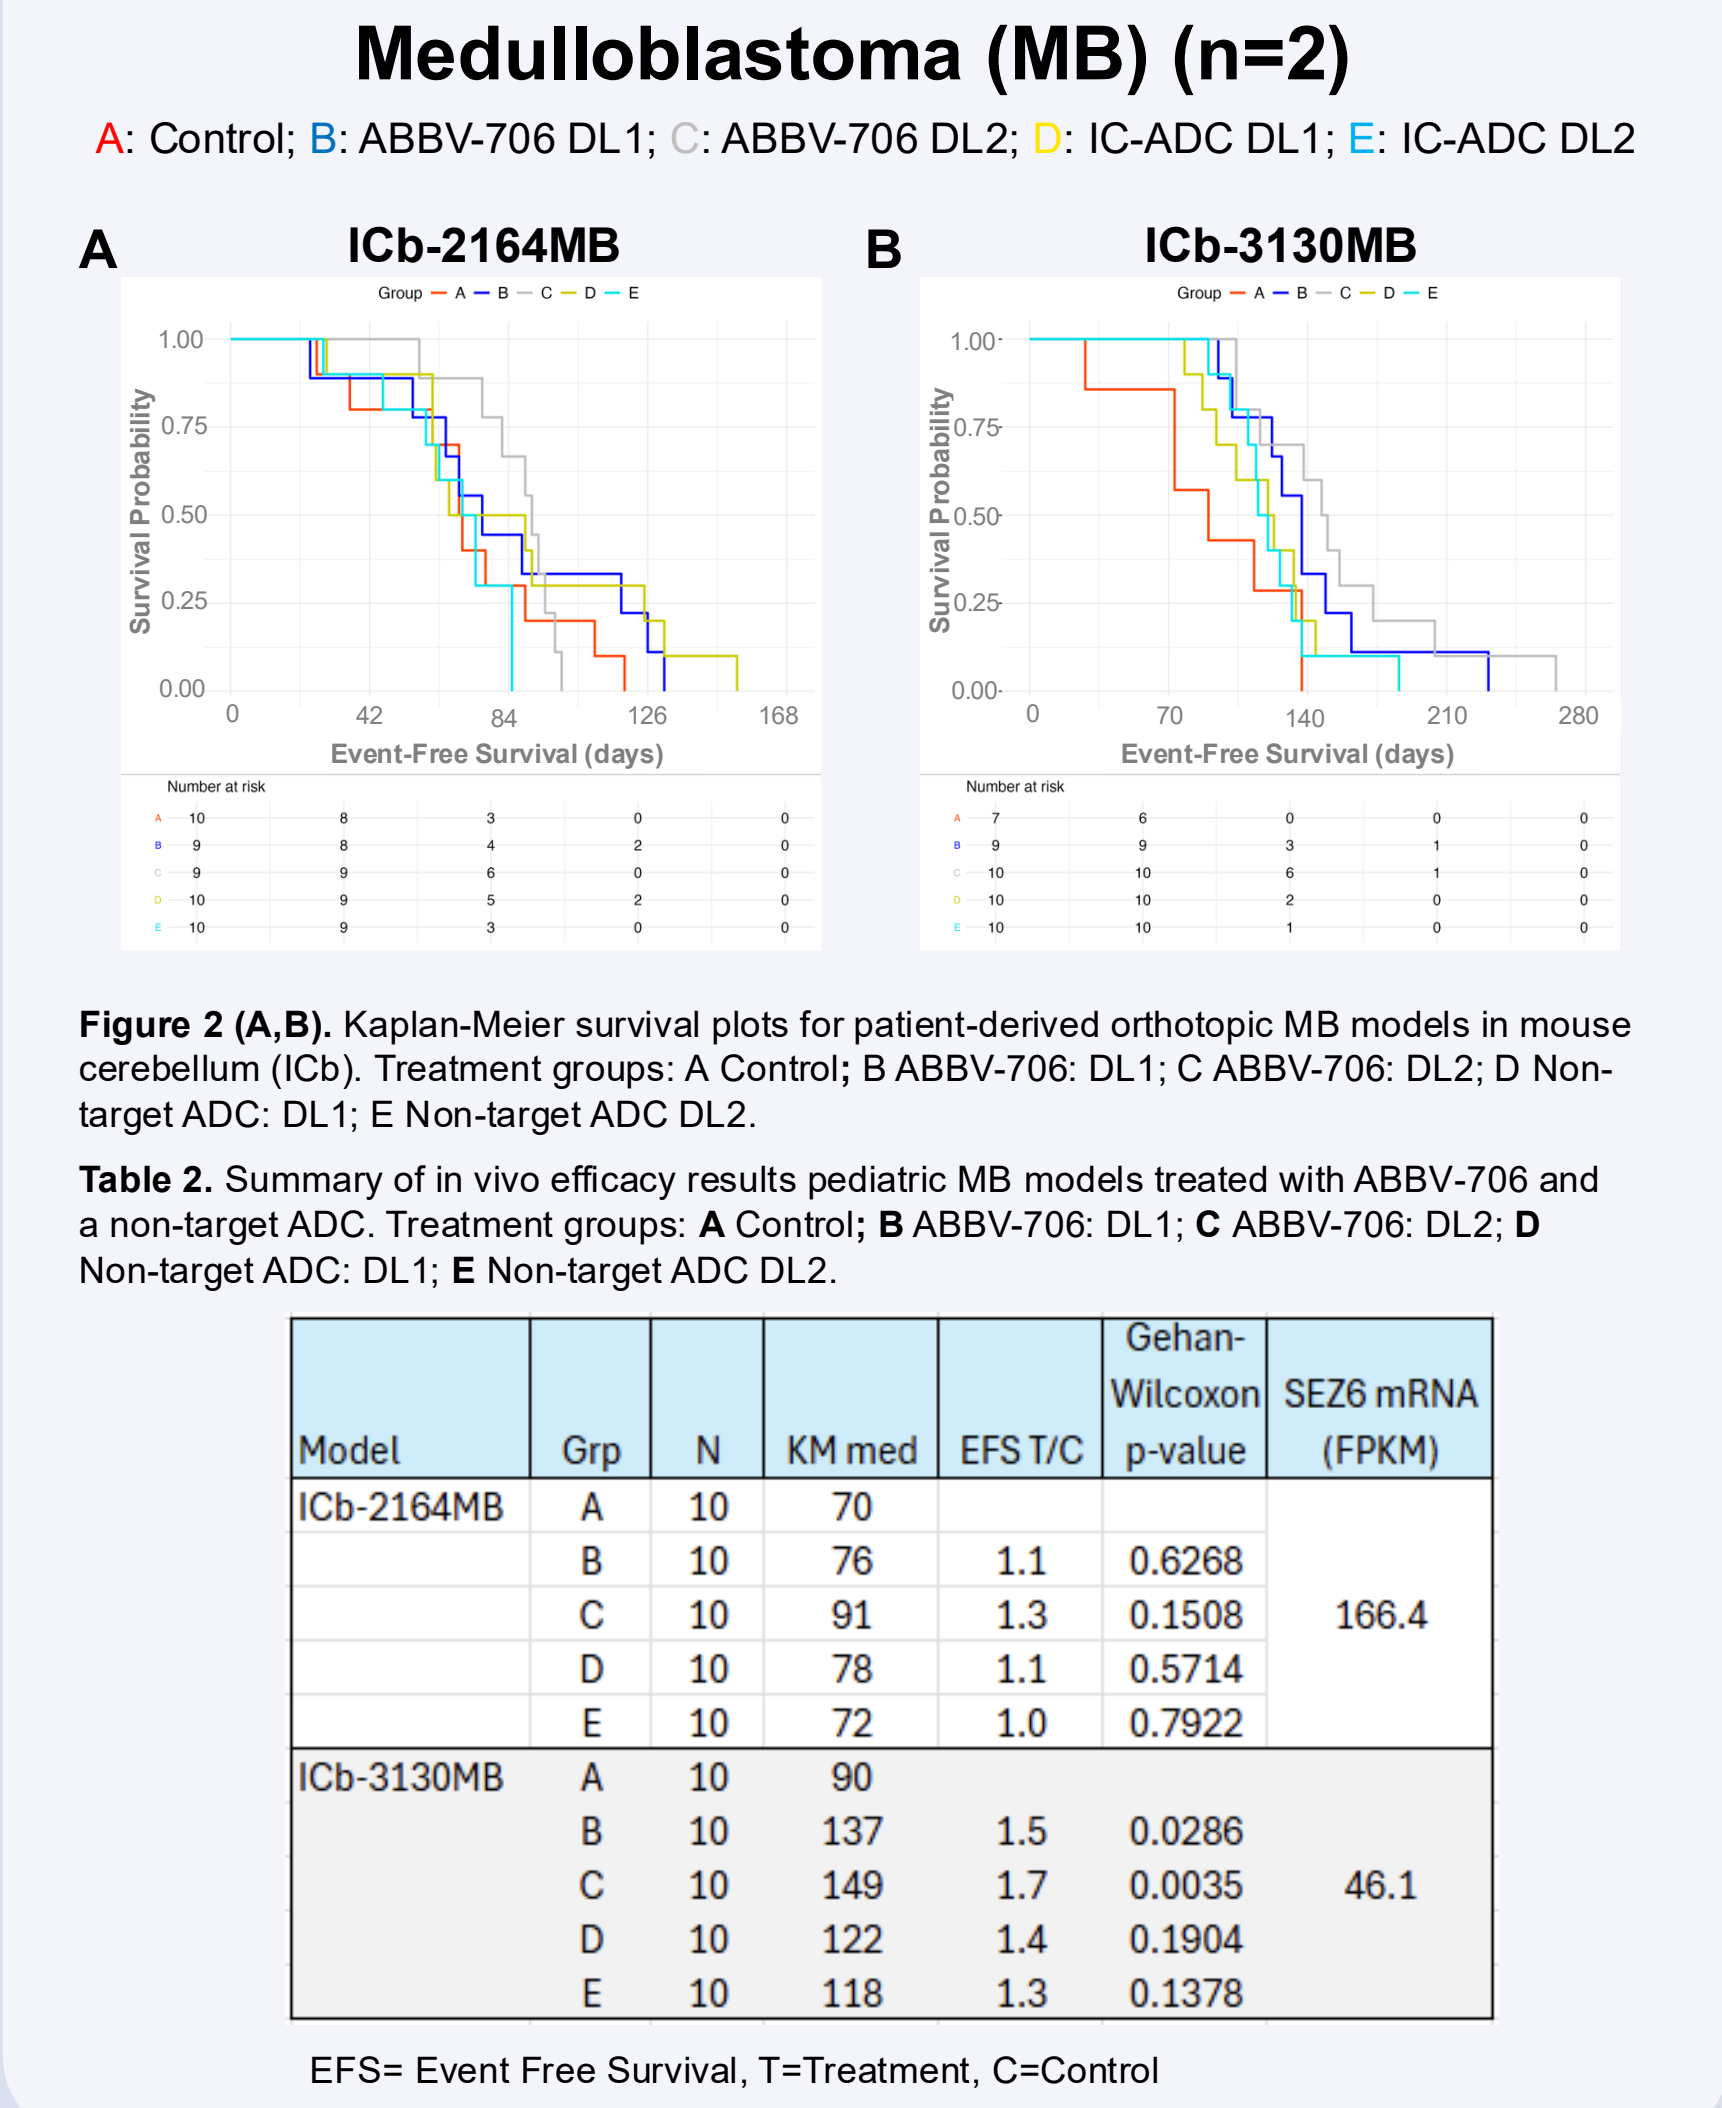 Medulloblastoma (MB) (n=2)
A: Control; B: ABBV-706 DL1; C: ABBV-706 DL2; D: IC-ADC DL1; E: IC-ADC DL2
A ICb-2164MB
Group A B C D E
1.00
0.75
0.50
0.25
0.00
Survival Probability
0 42 84 126 168
Event-Free Survival (days)
Number at risk
A 10 8 3 0 0
B 9 8 4 2 0
C 9 9 6 0 0
D 10 9 5 2 0
E 10 9 3 0 0
B ICb-3130MB
Group A B C D E
1.00
0.75
0.50
0.25
0.00
Survival Probability
0 70 140 210 280
Event-Free Survival (days)
Number at risk
A 7 6 0 0 0
B 9 9 3 1 0
C 10 10 6 1 0
D 10 10 2 0 0
E 10 10 1 0 0
Figure 2 (A,B). Kaplan-Meier survival plots for patient-derived orthotopic MB models in mouse
cerebellum (ICb). Treatment groups: A Control; B ABBV-706: DL1; C ABBV-706: DL2; D Non-
target ADC: DL1; E Non-target ADC DL2.
Table 2. Summary of in vivo efficacy results pediatric MB models treated with ABBV-706 and
a non-target ADC. Treatment groups: A Control; B ABBV-706: DL1; C ABBV-706: DL2; D
Non-target ADC: DL1; E Non-target ADC DL2.
Model Grp N KM med EFS T/C Gehan-Wilcoxon p-value SEZ6 mRNA (FPKM)
ICb-2164MB A 10 70
B 10 76 1.1 0.6268
C 10 91 1.3 0.1508 166.4
D 10 78 1.1 0.5714
E 10 72 1.0 0.7922
ICb-3130MB A 10 90
B 10 137 1.5 0.0286
C 10 149 1.7 0.0035 46.1
D 10 122 1.4 0.1904
E 10 118 1.3 0.1378
EFS= Event Free Survival, T=Treatment, C=Control